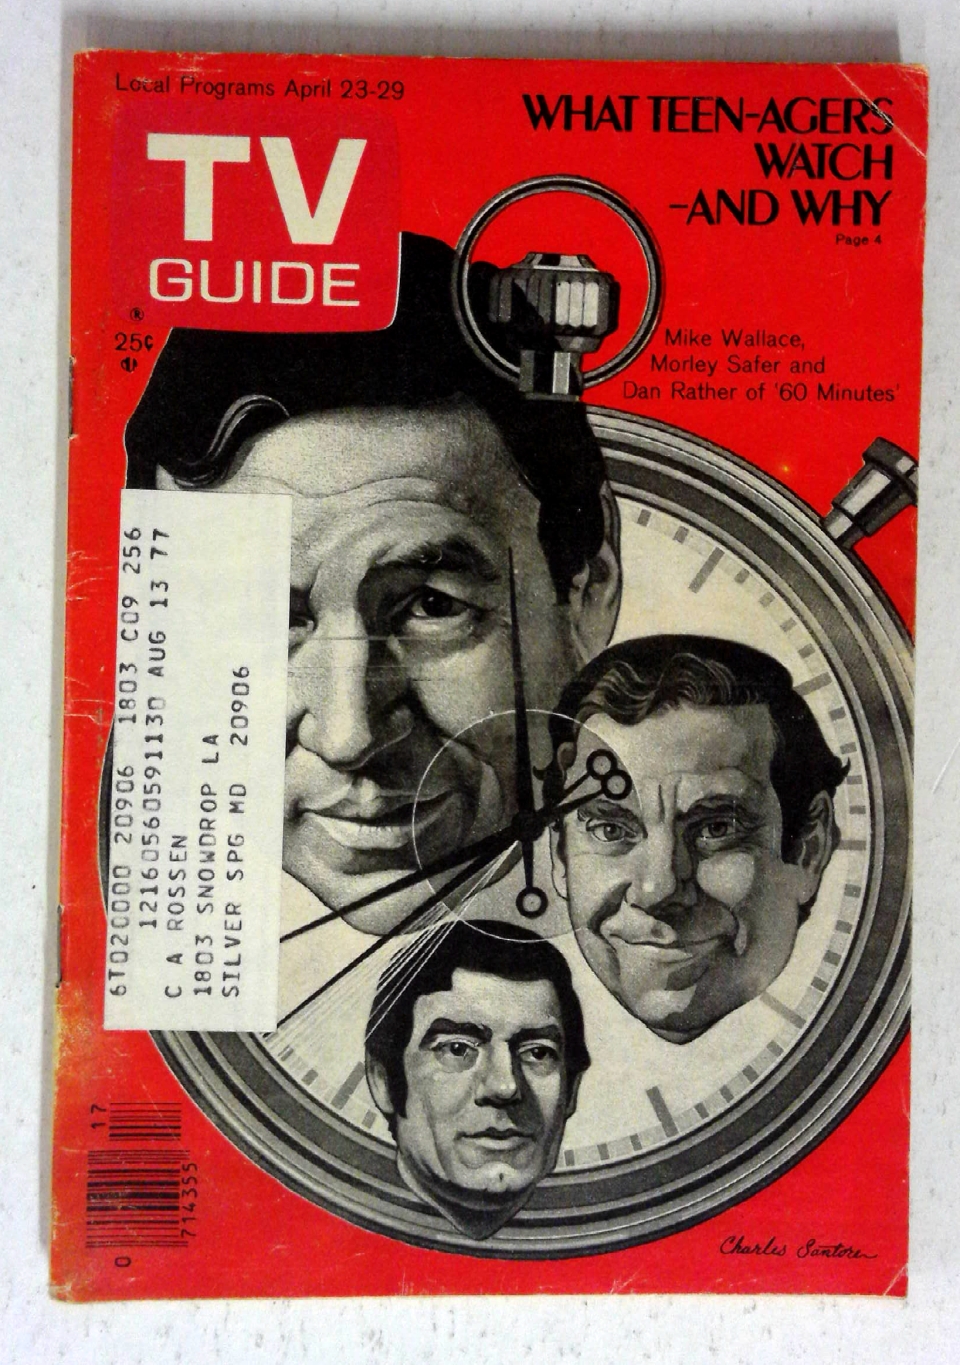 Local Programs April 23-29
TV
GUIDE
®
25¢
WHAT TEEN-AGERS
WATCH
-AND WHY
Page 4
Mike Wallace,
Morley Safer and
Dan Rather of '60 Minutes'
6T020000 20906 1803 C09 256
1216056059113O AUG 13 77
C A ROSSEN
1803 SNOWDROP LA
SILVER SPG MD 20906
17
0 714355
Charles Santore